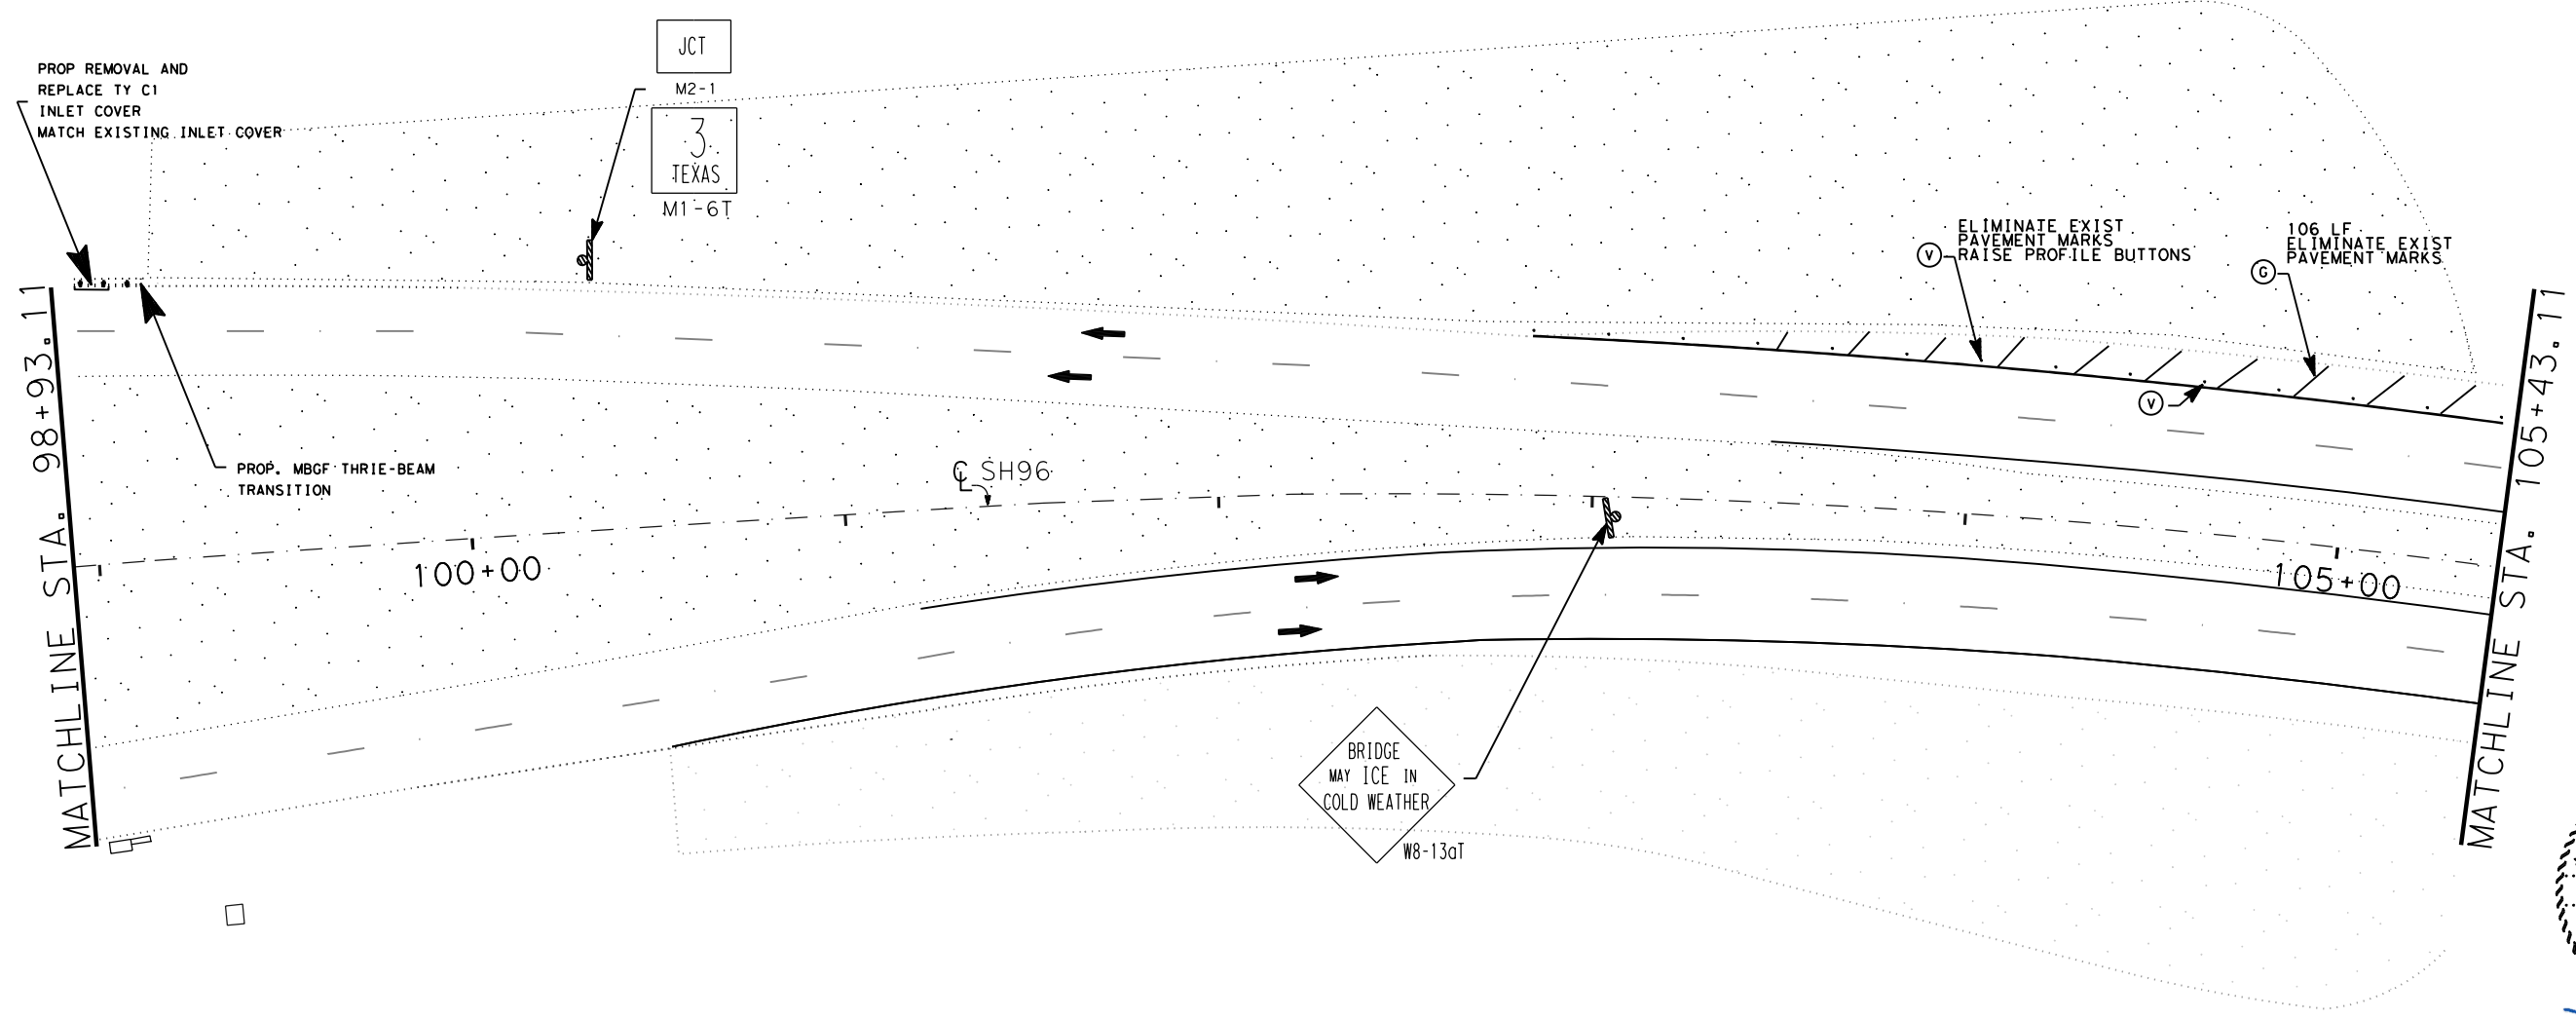 PROP REMOVAL AND
REPLACE TY C1
INLET COVER
MATCH EXISTING INLET COVER
JCT
M2-1
3
TEXAS
M1-6T
V
ELIMINATE EXIST
PAVEMENT MARKS
RAISE PROFILE BUTTONS
G
106 LF
ELIMINATE EXIST
PAVEMENT MARKS
V
MATCHLINE STA. 98+93.11
PROP. MBGF THRIE-BEAM
TRANSITION
℄ SH96
100+00
105+00
MATCHLINE STA. 105+43.11
BRIDGE
MAY ICE IN
COLD WEATHER
W8-13aT